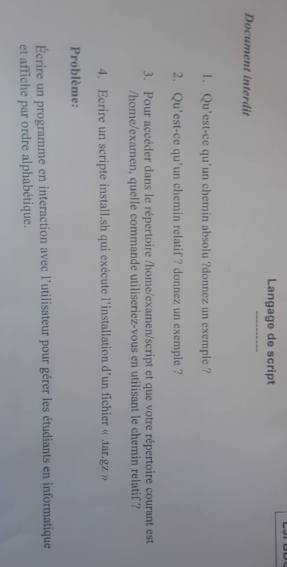 Langage de script
Document interdit
1. Qu'est-ce qu'un chemin absolu ?donnez un exemple ?
2. Qu'est-ce qu'un chemin relatif ? donnez un exemple ?
3. Pour accéder dans le répertoire /home/examen/script et que votre répertoire courant est
/home/examen, quelle commande utiliseriez-vous en utilisant le chemin relatif ?
4. Ecrire un scripte install.sh qui exécute l'installation d'un fichier « .tar.gz »
Problème:
Écrire un programme en interaction avec l'utilisateur pour gérer les étudiants en informatique
et affiche par ordre alphabétique.